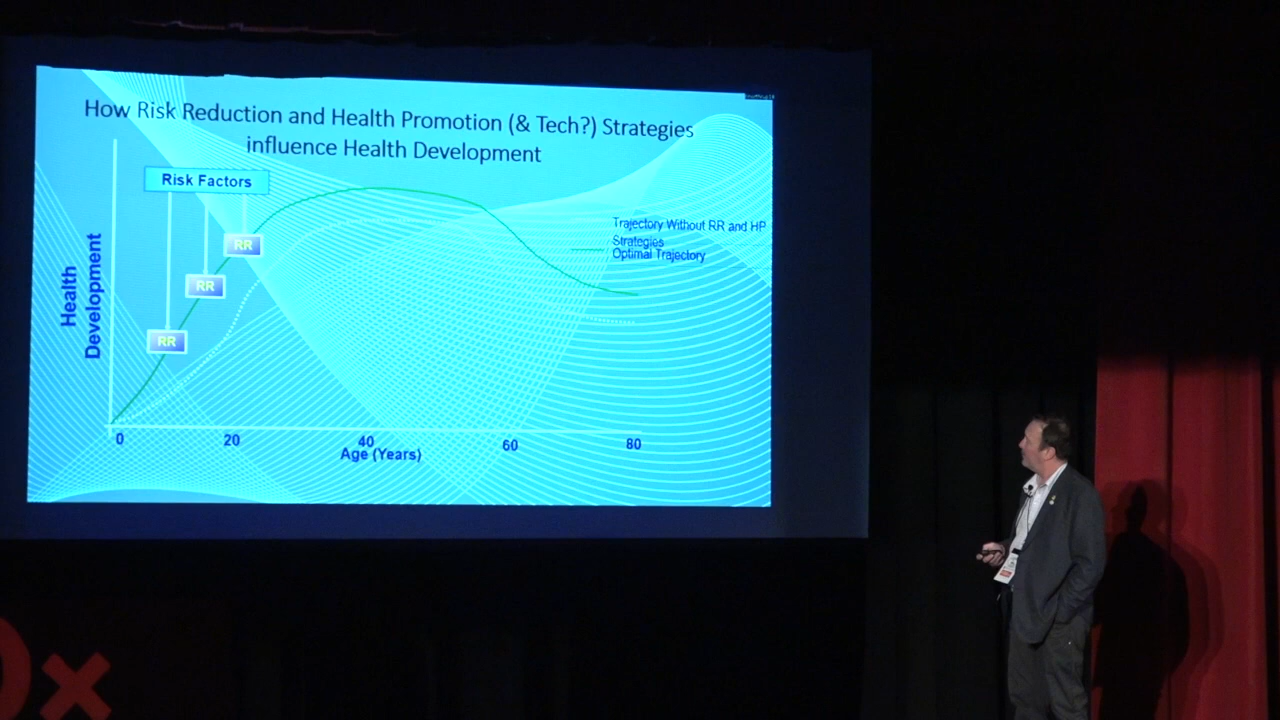 How Risk Reduction and Health Promotion (& Tech?) Strategies
influence Health Development
Risk Factors
RR
RR
RR
Health
Development
Trajectory Without RR and HP
Strategies
Optimal Trajectory
0
20
40
60
80
Age (Years)
x